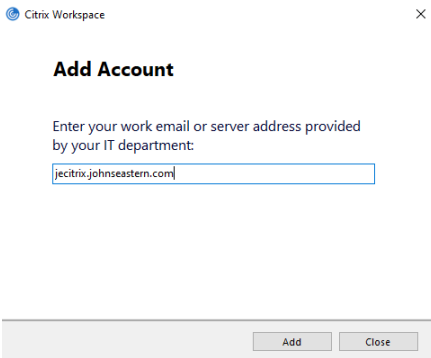 Citrix Workspace
Add Account
Enter your work email or server address provided
by your IT department:
jecitrix.johnseastern.com
Add
Close